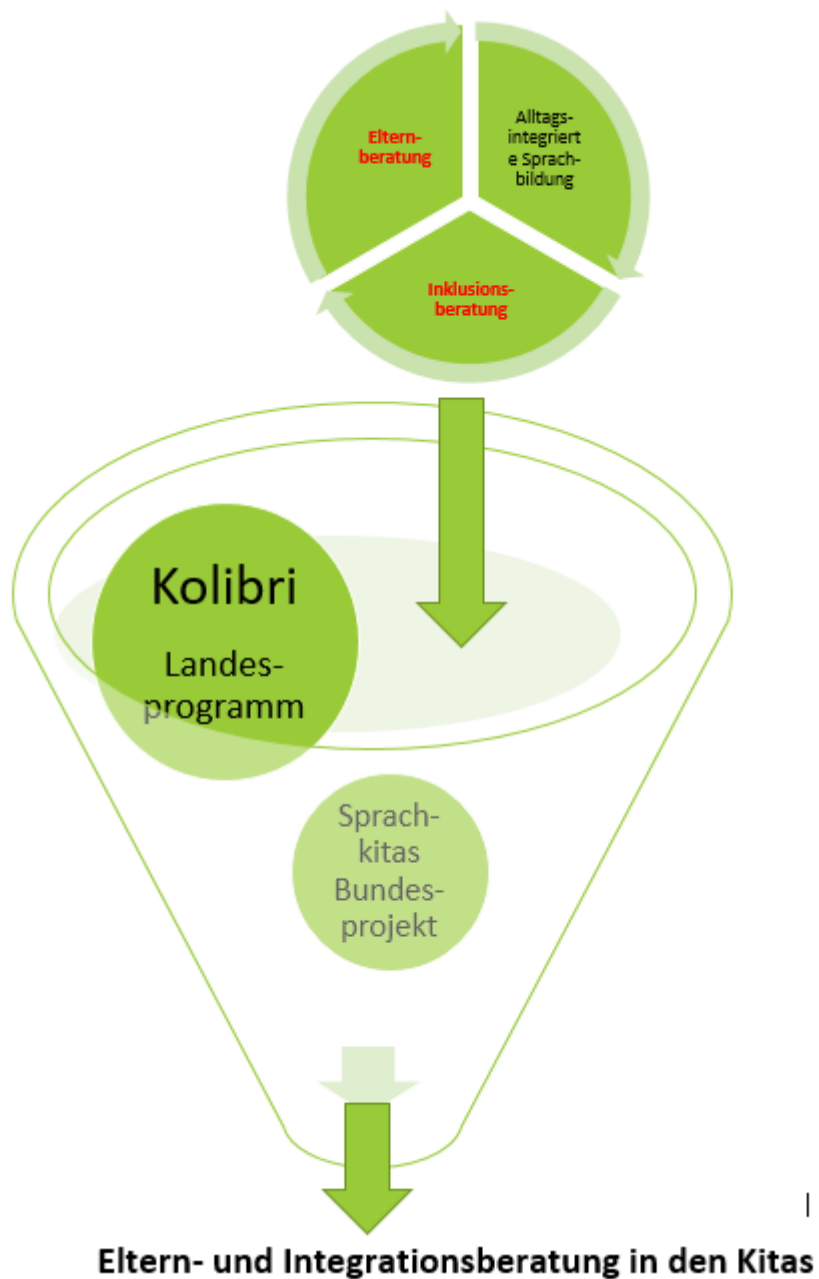 Eltern-
beratung
Alltags-
integriert
e Sprach-
bildung
Inklusions-
beratung
Kolibri
Landes-
programm
Sprach-
kitas
Bundes-
projekt
Eltern- und Integrationsberatung in den Kitas